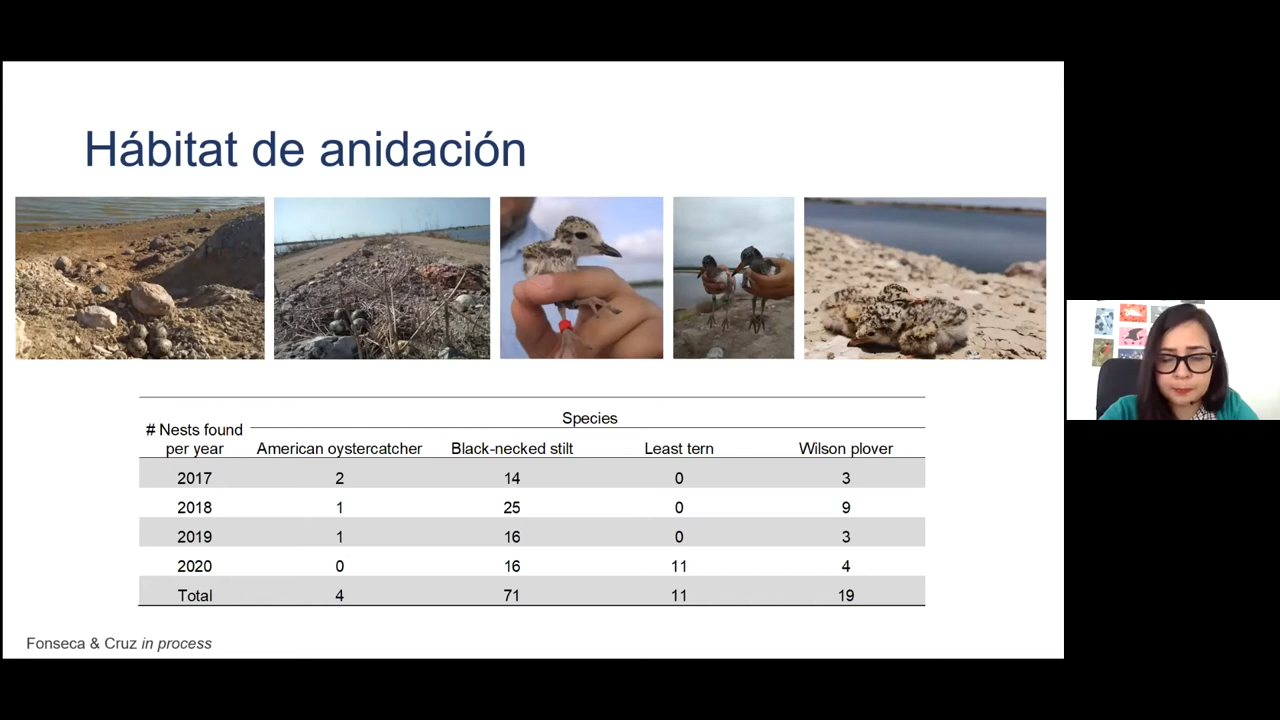 Hábitat de anidación
# Nests found per year Species
American oystercatcher Black-necked stilt Least tern Wilson plover
2017 2 14 0 3
2018 1 25 0 9
2019 1 16 0 3
2020 0 16 11 4
Total 4 71 11 19
Fonseca & Cruz in process